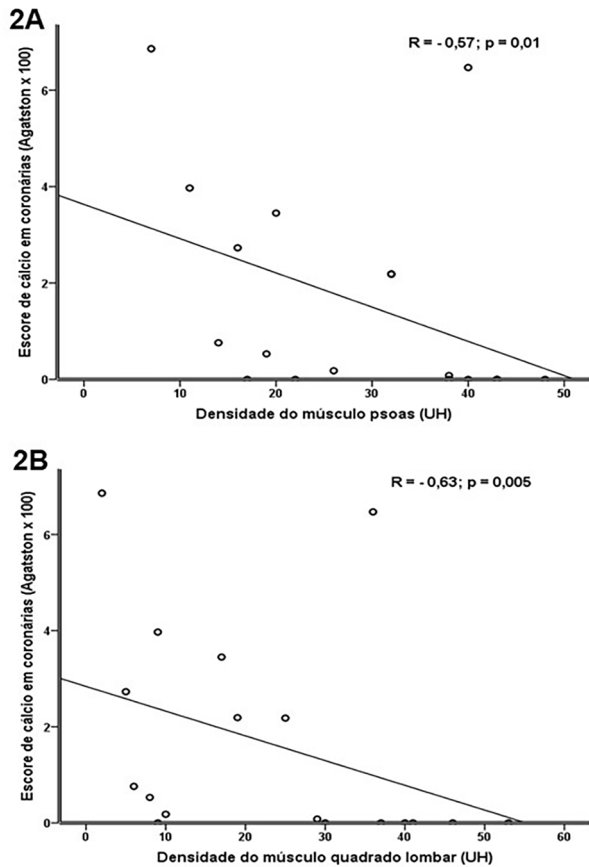 2A
R = - 0,57; p = 0,01
Escore de cálcio em coronárias (Agatston x 100)
6
4
2
0
0 10 20 30 40 50
Densidade do músculo psoas (UH)
2B
R = - 0,63; p = 0,005
Escore de cálcio em coronárias (Agatston x 100)
6
4
2
0
0 10 20 30 40 50 60
Densidade do músculo quadrado lombar (UH)